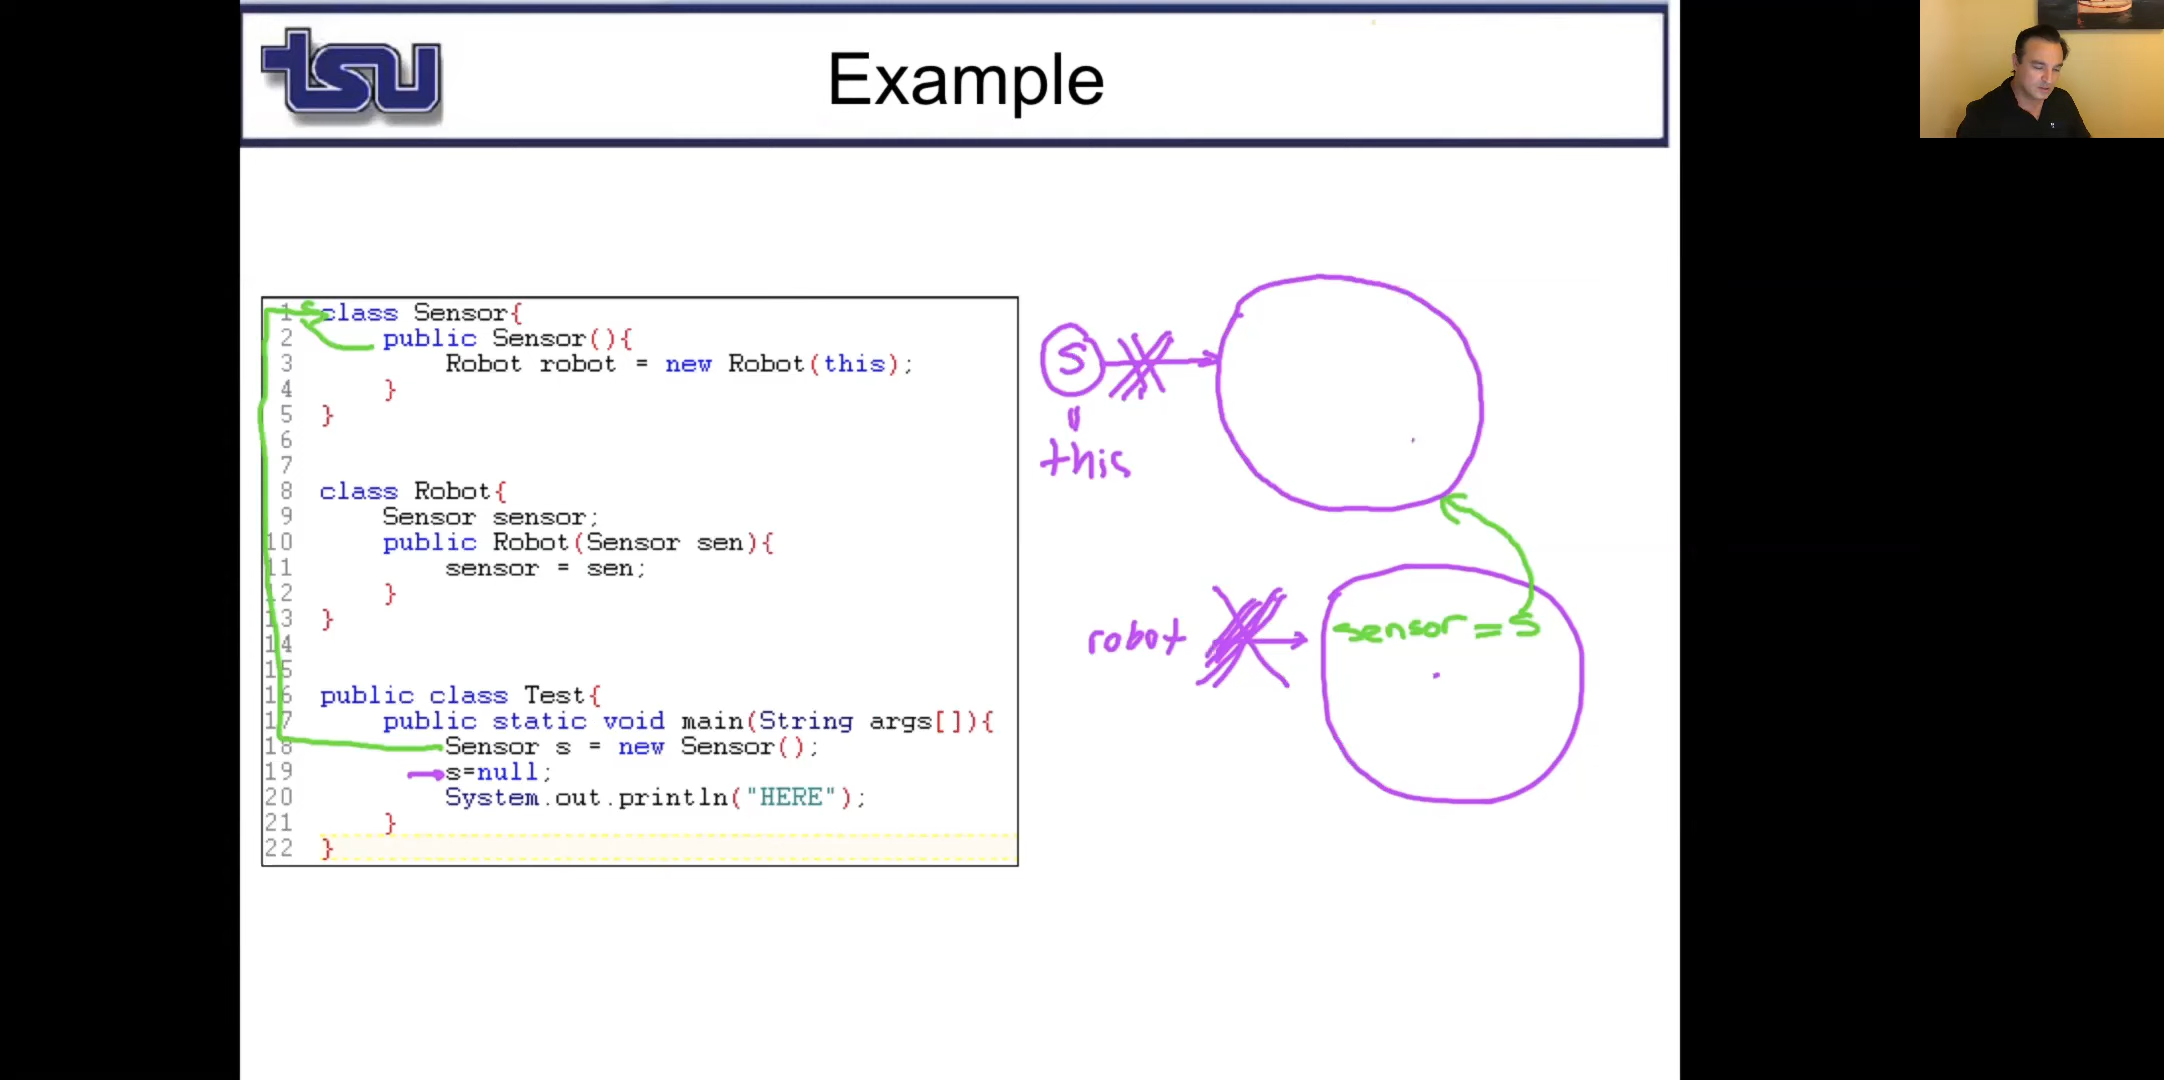 tsu
Example
1 class Sensor{
2 public Sensor(){
3 Robot robot = new Robot(this);
4 }
5 }
6
7
8 class Robot{
9 Sensor sensor;
10 public Robot(Sensor sen){
11 sensor = sen;
12 }
13 }
14
15
16 public class Test{
17 public static void main(String args[]){
18 Sensor s = new Sensor();
19 s=null;
20 System.out.println("HERE");
21 }
22 }
S
this
robot
sensor = S